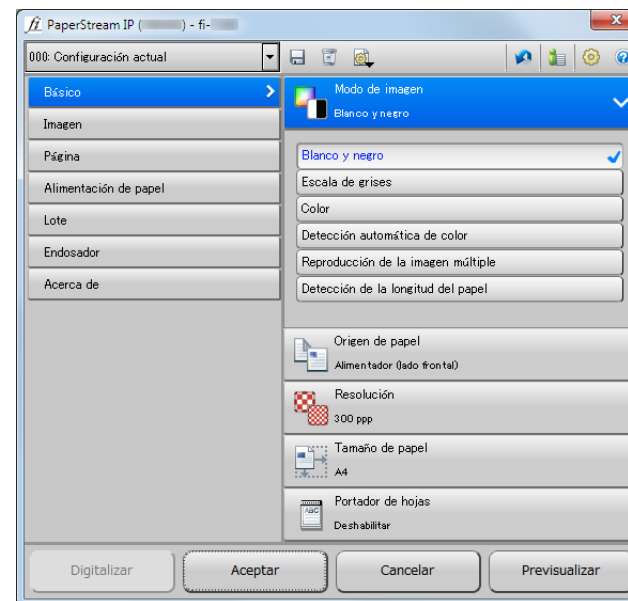 PaperStream IP ( ) - fi-
000: Configuración actual
Básico
Imagen
Página
Alimentación de papel
Lote
Endosador
Acerca de
Modo de imagen
Blanco y negro
Blanco y negro
Escala de grises
Color
Detección automática de color
Reproducción de la imagen múltiple
Detección de la longitud del papel
Origen de papel
Alimentador (lado frontal)
Resolución
300 ppp
Tamaño de papel
A4
ABC
Portador de hojas
Deshabilitar
Digitalizar
Aceptar
Cancelar
Previsualizar